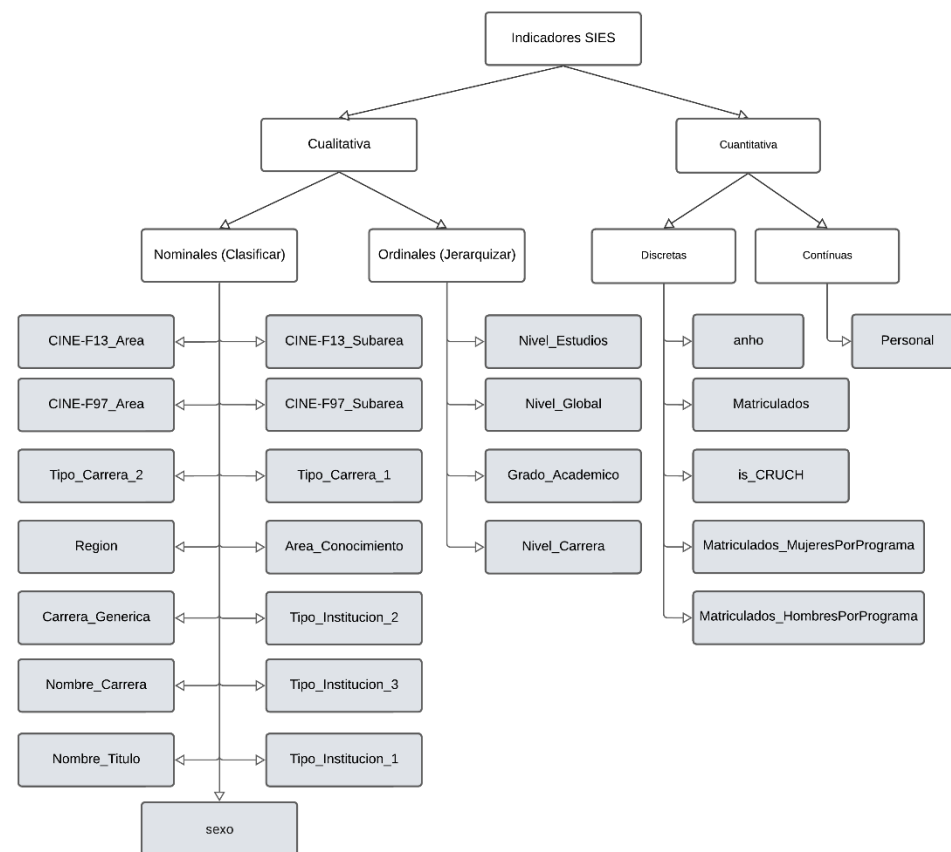 Indicadores SIES
Cualitativa
Cuantitativa
Nominales (Clasificar)
Ordinales (Jerarquizar)
Discretas
Contínuas
CINE-F13_Area
CINE-F13_Subarea
Nivel_Estudios
anho
Personal
CINE-F97_Area
CINE-F97_Subarea
Nivel_Global
Matriculados
Tipo_Carrera_2
Tipo_Carrera_1
Grado_Academico
is_CRUCH
Region
Area_Conocimiento
Nivel_Carrera
Matriculados_MujeresPorPrograma
Carrera_Generica
Tipo_Institucion_2
Matriculados_HombresPorPrograma
Nombre_Carrera
Tipo_Institucion_3
Nombre_Titulo
Tipo_Institucion_1
sexo